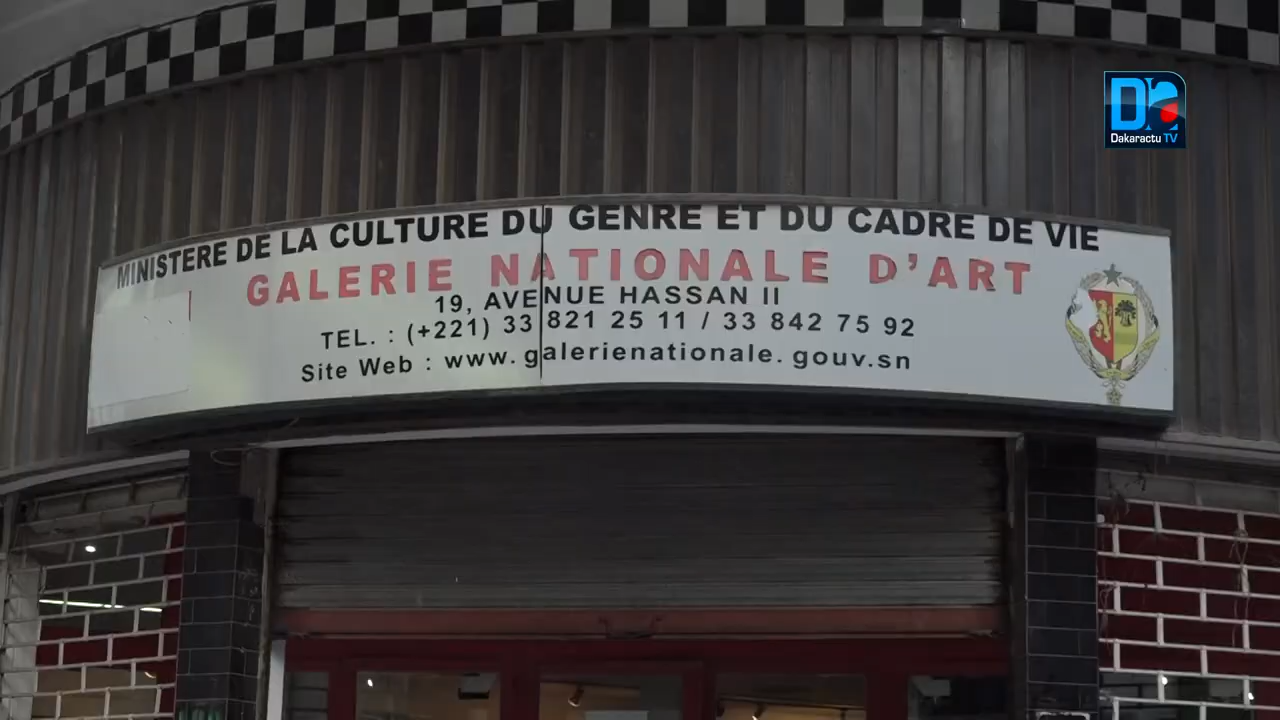 Dakaractu TV
MINISTERE DE LA CULTURE DU GENRE ET DU CADRE DE VIE
GALERIE NATIONALE D'ART
19, AVENUE HASSAN II
TEL. : (+221) 33 821 25 11 / 33 842 75 92
Site Web : www. galerienationale. gouv.sn